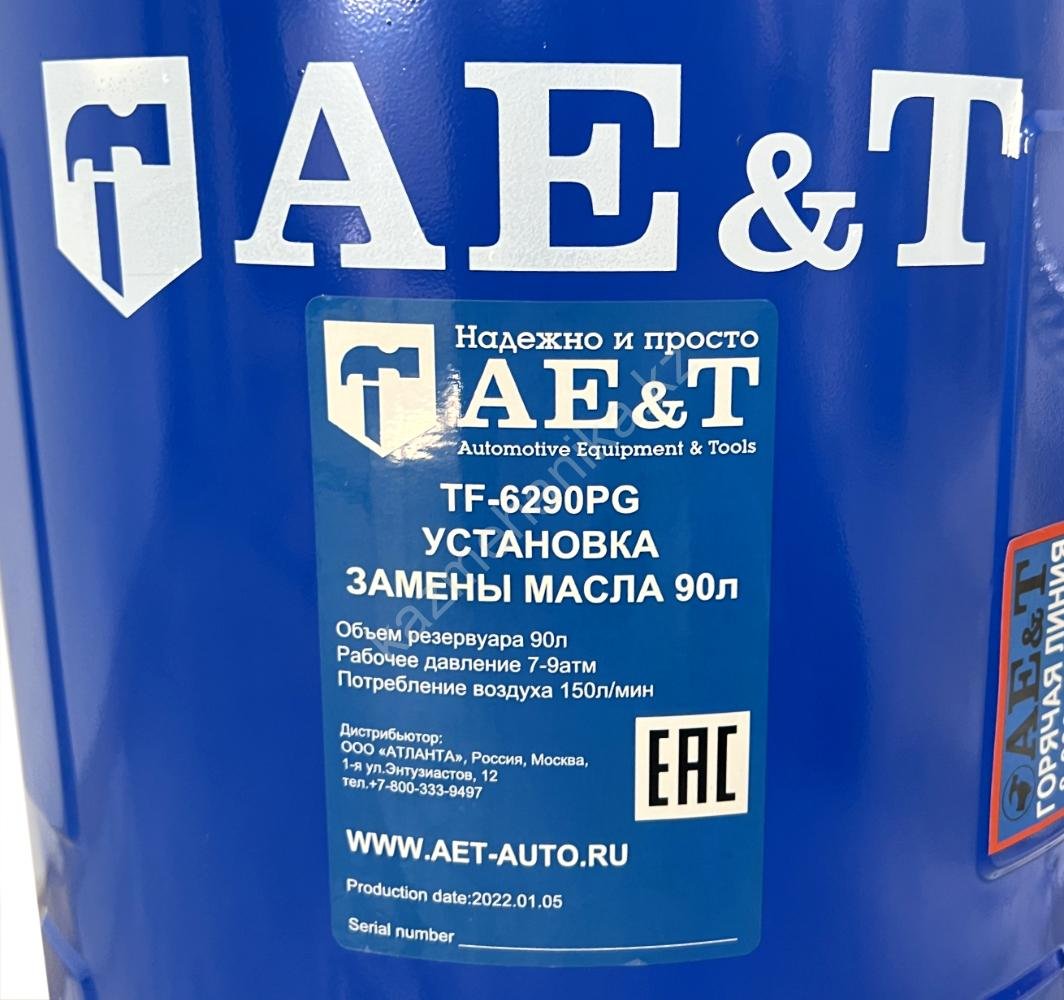 AE&T
Надежно и просто
AE&T
Automotive Equipment & Tools
TF-6290PG
УСТАНОВКА
ЗАМЕНЫ МАСЛА 90л
Объем резервуара 90л
Рабочее давление 7-9атм
Потребление воздуха 150л/мин
Дистрибьютор:
ООО «АТЛАНТА», Россия, Москва,
1-я ул.Энтузиастов, 12
тел.+7-800-333-9497
EAC
WWW.AET-AUTO.RU
Production date:2022.01.05
Serial number
AE&T
ГОРЯЧАЯ ЛИНИЯ
kazmehanika.kz